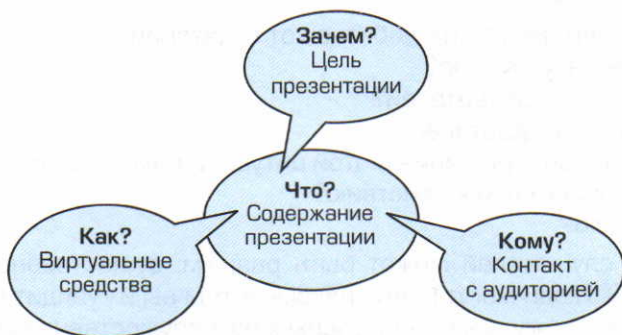 Зачем?
Цель
презентации
Что?
Содержание
презентации
Как?
Виртуальные
средства
Кому?
Контакт
с аудиторией